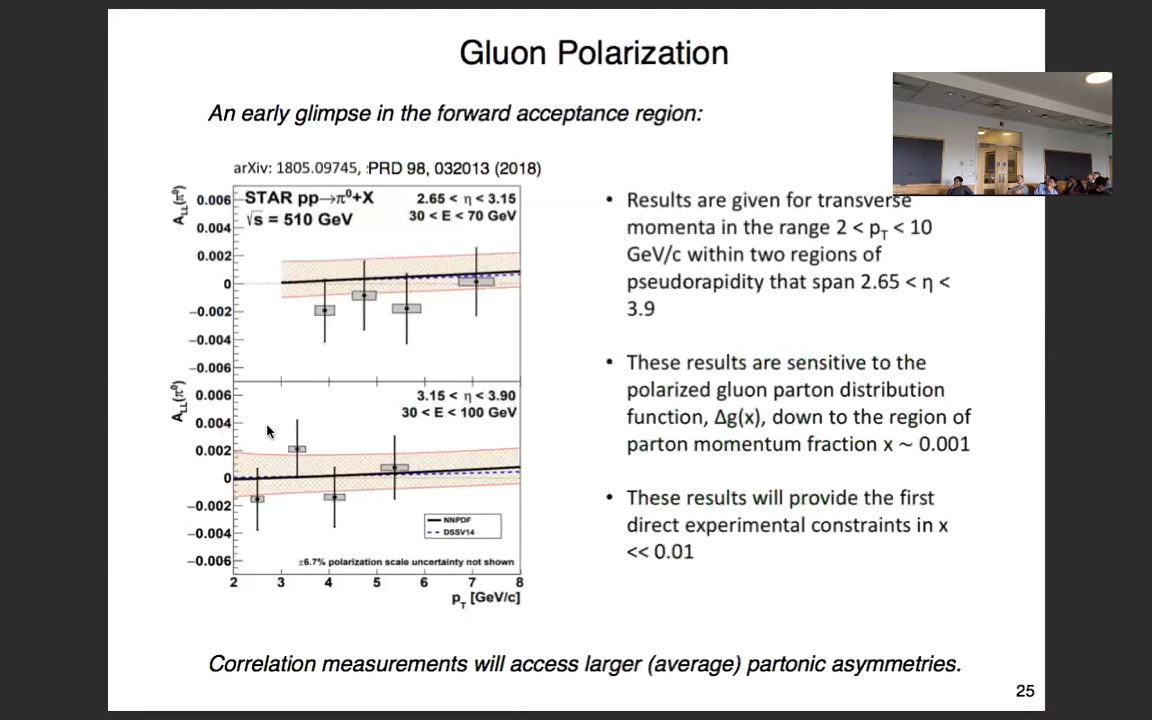 Gluon Polarization
An early glimpse in the forward acceptance region:
arXiv: 1805.09745, PRD 98, 032013 (2018)
STAR pp→π⁰+X
√s = 510 GeV
2.65 < η < 3.15
30 < E < 70 GeV
A_LL(π⁰)
0.006
0.004
0.002
0
−0.002
−0.004
−0.006
3.15 < η < 3.90
30 < E < 100 GeV
A_LL(π⁰)
0.006
0.004
0.002
0
−0.002
−0.004
−0.006
NNPDF
DSSV14
±6.7% polarization scale uncertainty not shown
2 3 4 5 6 7 8
p_T [GeV/c]
• Results are given for transverse
momenta in the range 2 < p_T < 10
GeV/c within two regions of
pseudorapidity that span 2.65 < η <
3.9
• These results are sensitive to the
polarized gluon parton distribution
function, Δg(x), down to the region of
parton momentum fraction x ~ 0.001
• These results will provide the first
direct experimental constraints in x
<< 0.01
Correlation measurements will access larger (average) partonic asymmetries.
25